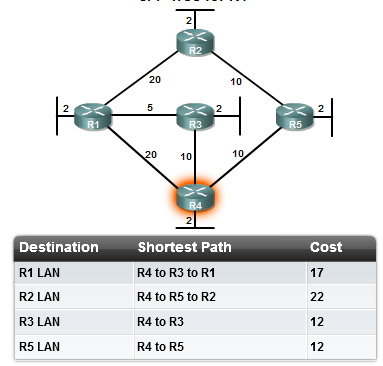 2
R2
20
10
2
5
2
2
R1
R3
R5
20
10
10
R4
2
Destination Shortest Path Cost
R1 LAN R4 to R3 to R1 17
R2 LAN R4 to R5 to R2 22
R3 LAN R4 to R3 12
R5 LAN R4 to R5 12